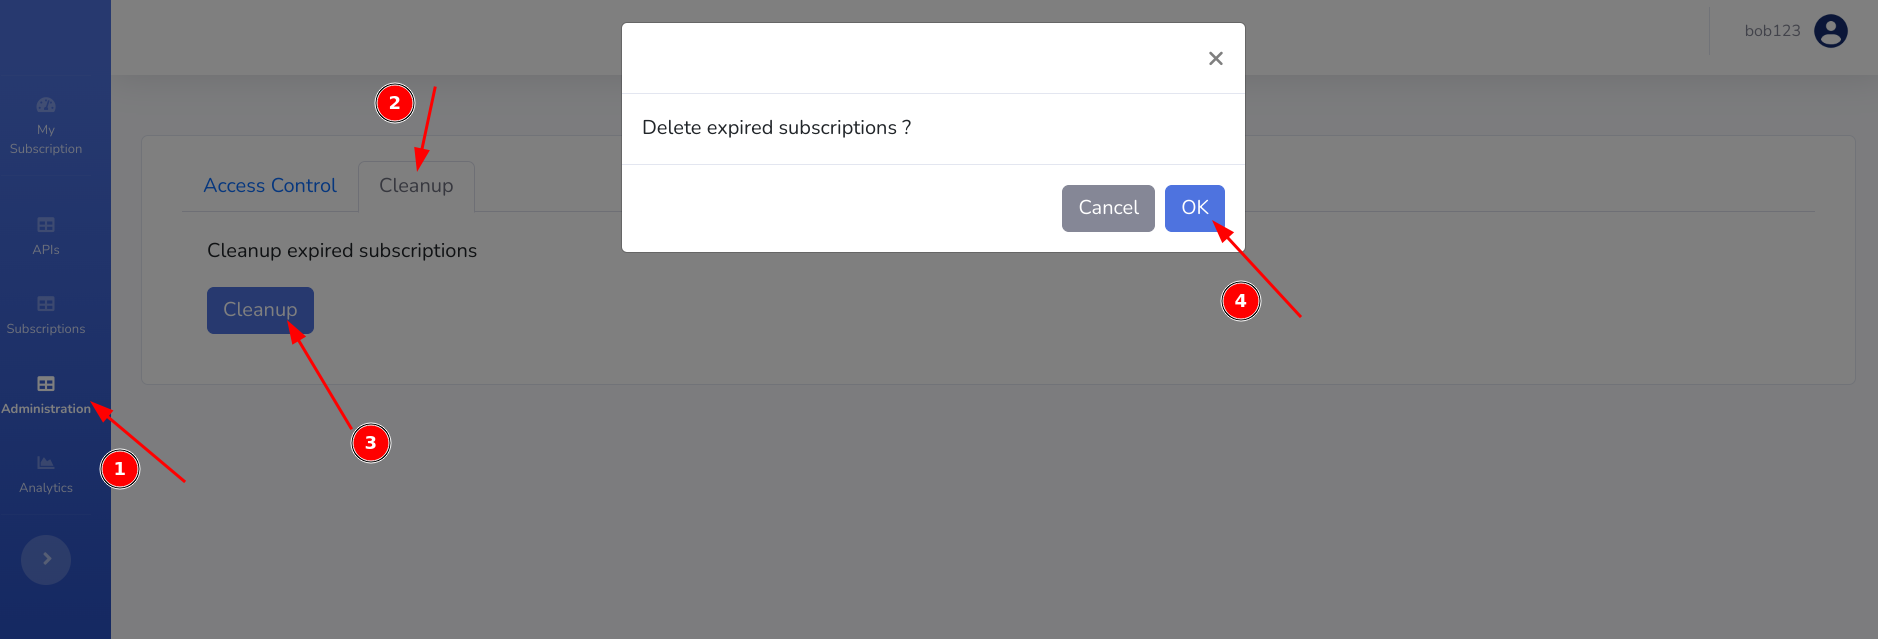 bob123
×
Delete expired subscriptions ?
Cancel
OK
My
Subscription
APIs
Subscriptions
Administration
Analytics
Access Control
Cleanup
Cleanup expired subscriptions
Cleanup
1
2
3
4